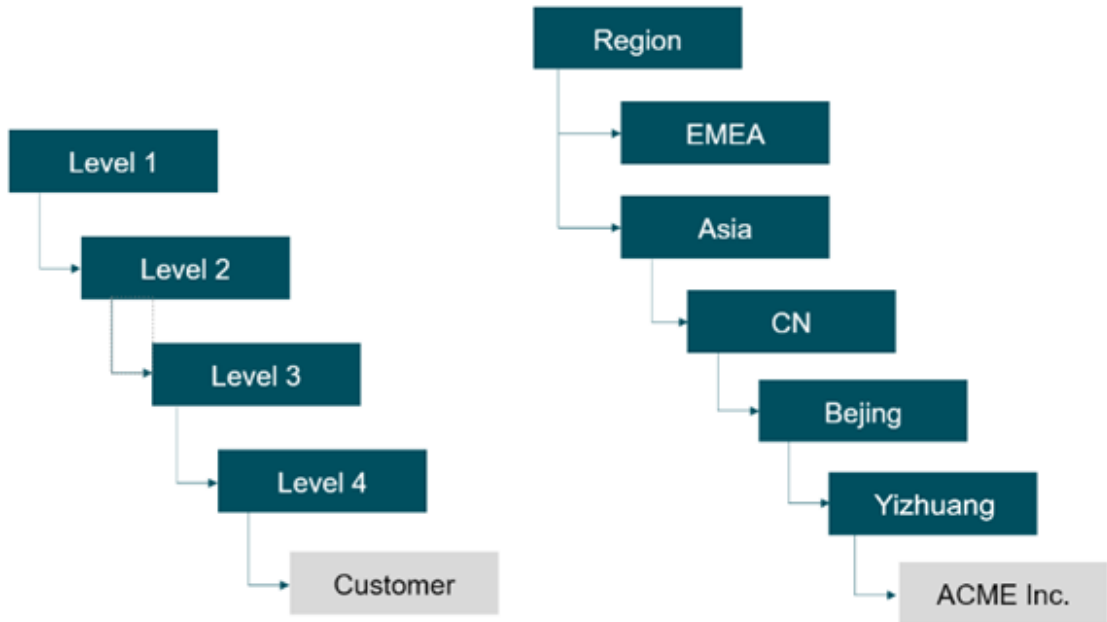 Level 1
Level 2
Level 3
Level 4
Customer
Region
EMEA
Asia
CN
Bejing
Yizhuang
ACME Inc.